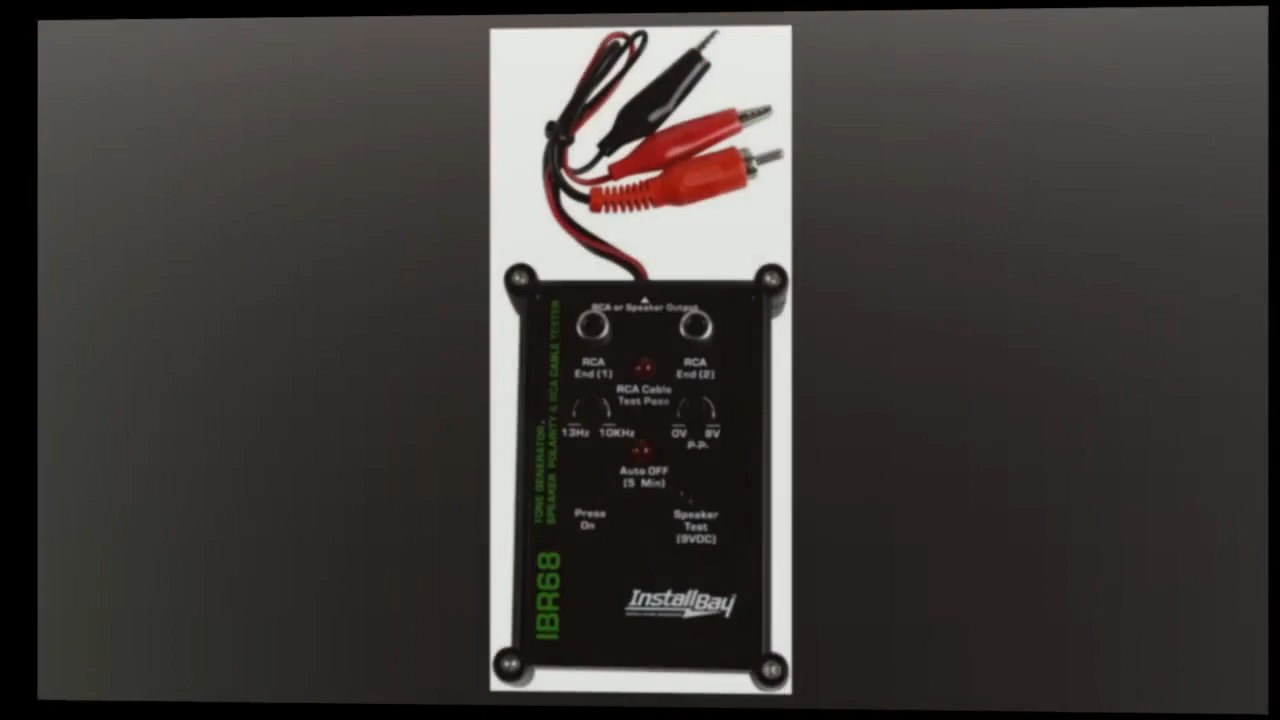 RCA or Speaker Output
RCA
End (1)
RCA
End (2)
RCA Cable
Test Pass
13Hz
10KHz
0V
8V
P-P.
Auto OFF
(5 Min)
Press
On
Speaker
Test
(9VDC)
TONE GENERATOR,
SPEAKER POLARITY & RCA CABLE TESTER
IBR68
InstallBay